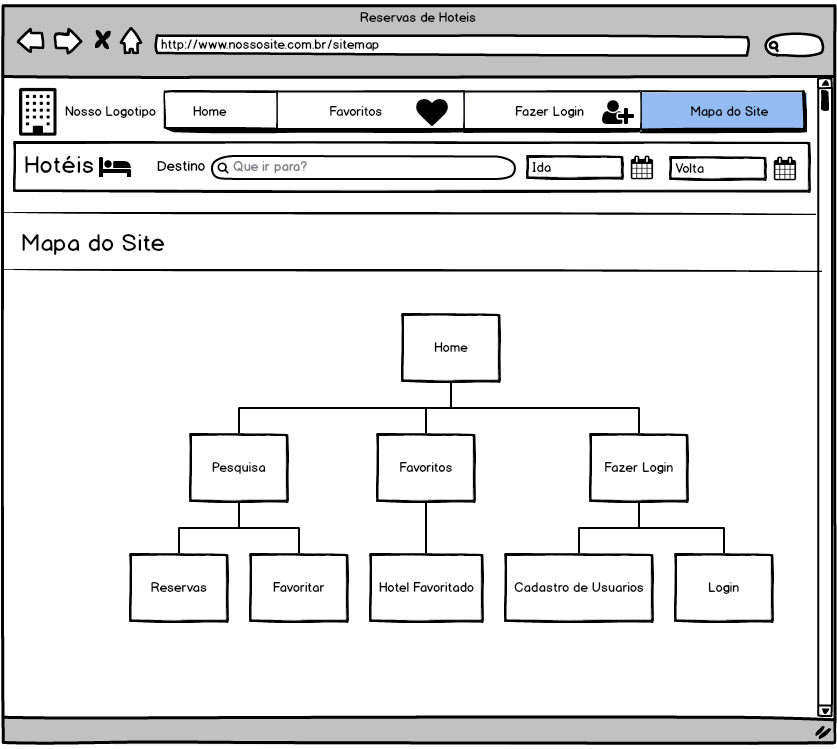 Reservas de Hoteis
http://www.nossosite.com.br/sitemap
Nosso Logotipo Home Favoritos Fazer Login Mapa do Site
Hotéis Destino Que ir para? Ida Volta
Mapa do Site
Home
Pesquisa Favoritos Fazer Login
Reservas Favoritar Hotel Favoritado Cadastro de Usuarios Login